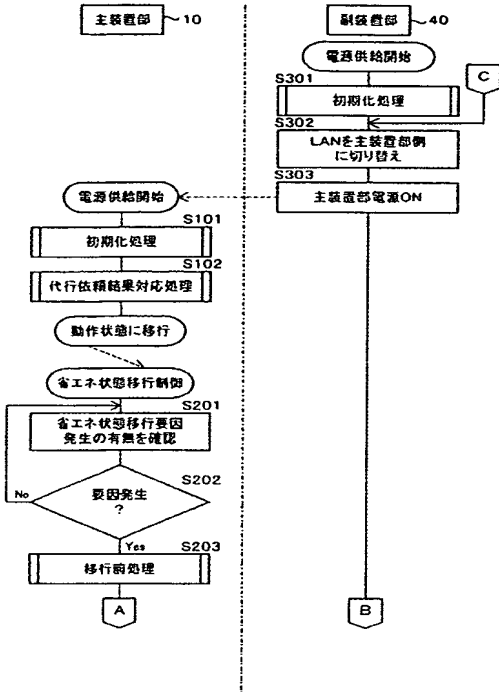 主装置部 ~10
副装置部 ~40
電源供給開始
C
S301
初期化処理
S302
LANを主装置部側
に切り替え
S303
主装置部電源ON
電源供給開始
S101
初期化処理
S102
代行依頼結果対応処理
動作状態に移行
省エネ状態移行制御
S201
省エネ状態移行要因
発生の有無を確認
S202
要因発生
?
No
Yes
S203
移行前処理
A
B